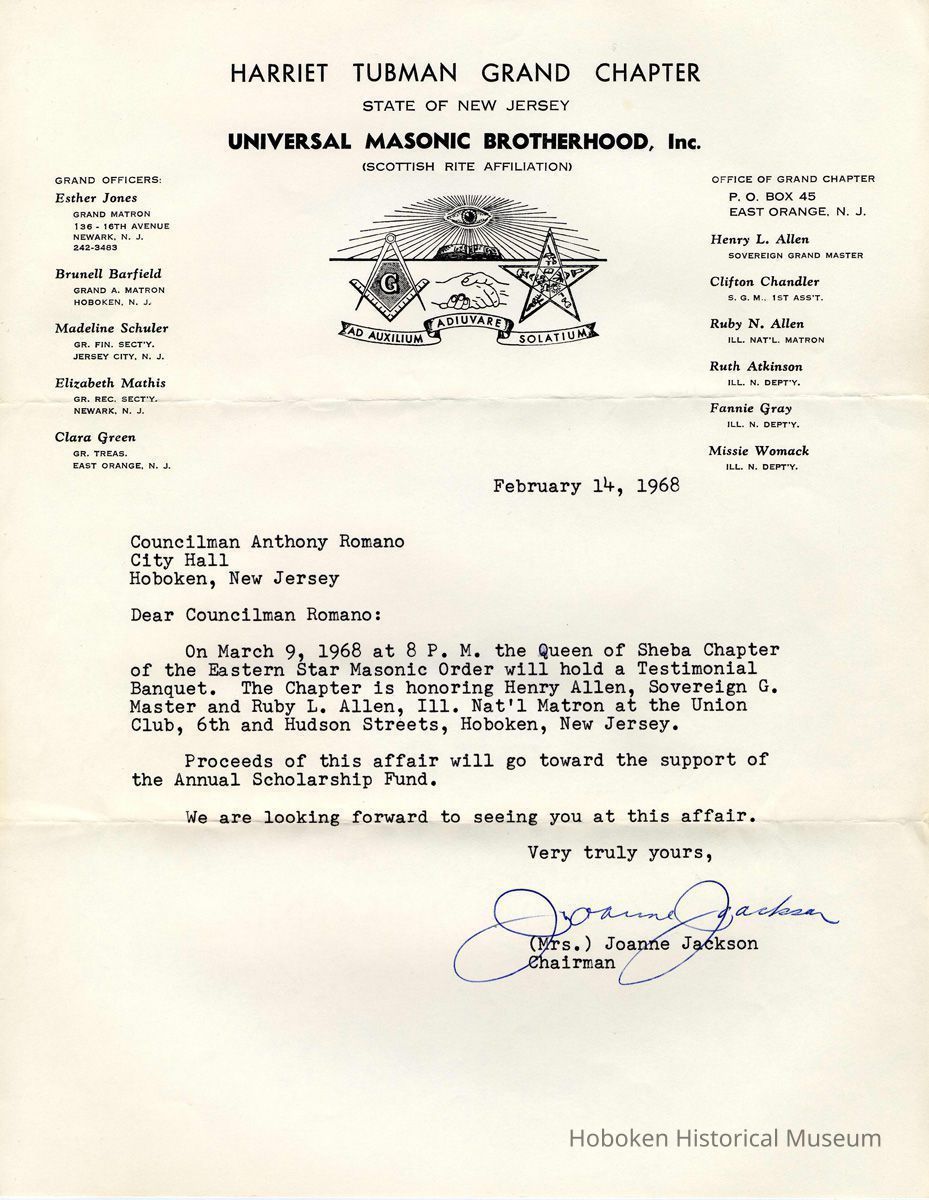 HARRIET TUBMAN GRAND CHAPTER
STATE OF NEW JERSEY
UNIVERSAL MASONIC BROTHERHOOD, Inc.
(SCOTTISH RITE AFFILIATION)
GRAND OFFICERS:
Esther Jones
GRAND MATRON
136 - 16TH AVENUE
NEWARK, N. J.
242-3483
Brunell Barfield
GRAND A. MATRON
HOBOKEN, N. J.
Madeline Schuler
GR. FIN. SECT'Y.
JERSEY CITY, N. J.
Elizabeth Mathis
GR. REC. SECT'Y.
NEWARK, N. J.
Clara Green
GR. TREAS.
EAST ORANGE, N. J.
G
AD AUXILIUM
ADIUVARE
SOLATIUM
OFFICE OF GRAND CHAPTER
P. O. BOX 45
EAST ORANGE, N. J.
Henry L. Allen
SOVEREIGN GRAND MASTER
Clifton Chandler
S. G. M.. 1ST ASS'T.
Ruby N. Allen
ILL. NAT'L. MATRON
Ruth Atkinson
ILL. N. DEPT'Y.
Fannie Gray
ILL. N. DEPT'Y.
Missie Womack
ILL. N. DEPT'Y.
February 14, 1968
Councilman Anthony Romano
City Hall
Hoboken, New Jersey
Dear Councilman Romano:
On March 9, 1968 at 8 P. M. the Queen of Sheba Chapter
of the Eastern Star Masonic Order will hold a Testimonial
Banquet. The Chapter is honoring Henry Allen, Sovereign G.
Master and Ruby L. Allen, Ill. Nat'l Matron at the Union
Club, 6th and Hudson Streets, Hoboken, New Jersey.
Proceeds of this affair will go toward the support of
the Annual Scholarship Fund.
We are looking forward to seeing you at this affair.
Very truly yours,
Joanne Jackson
(Mrs.) Joanne Jackson
Chairman
Hoboken Historical Museum